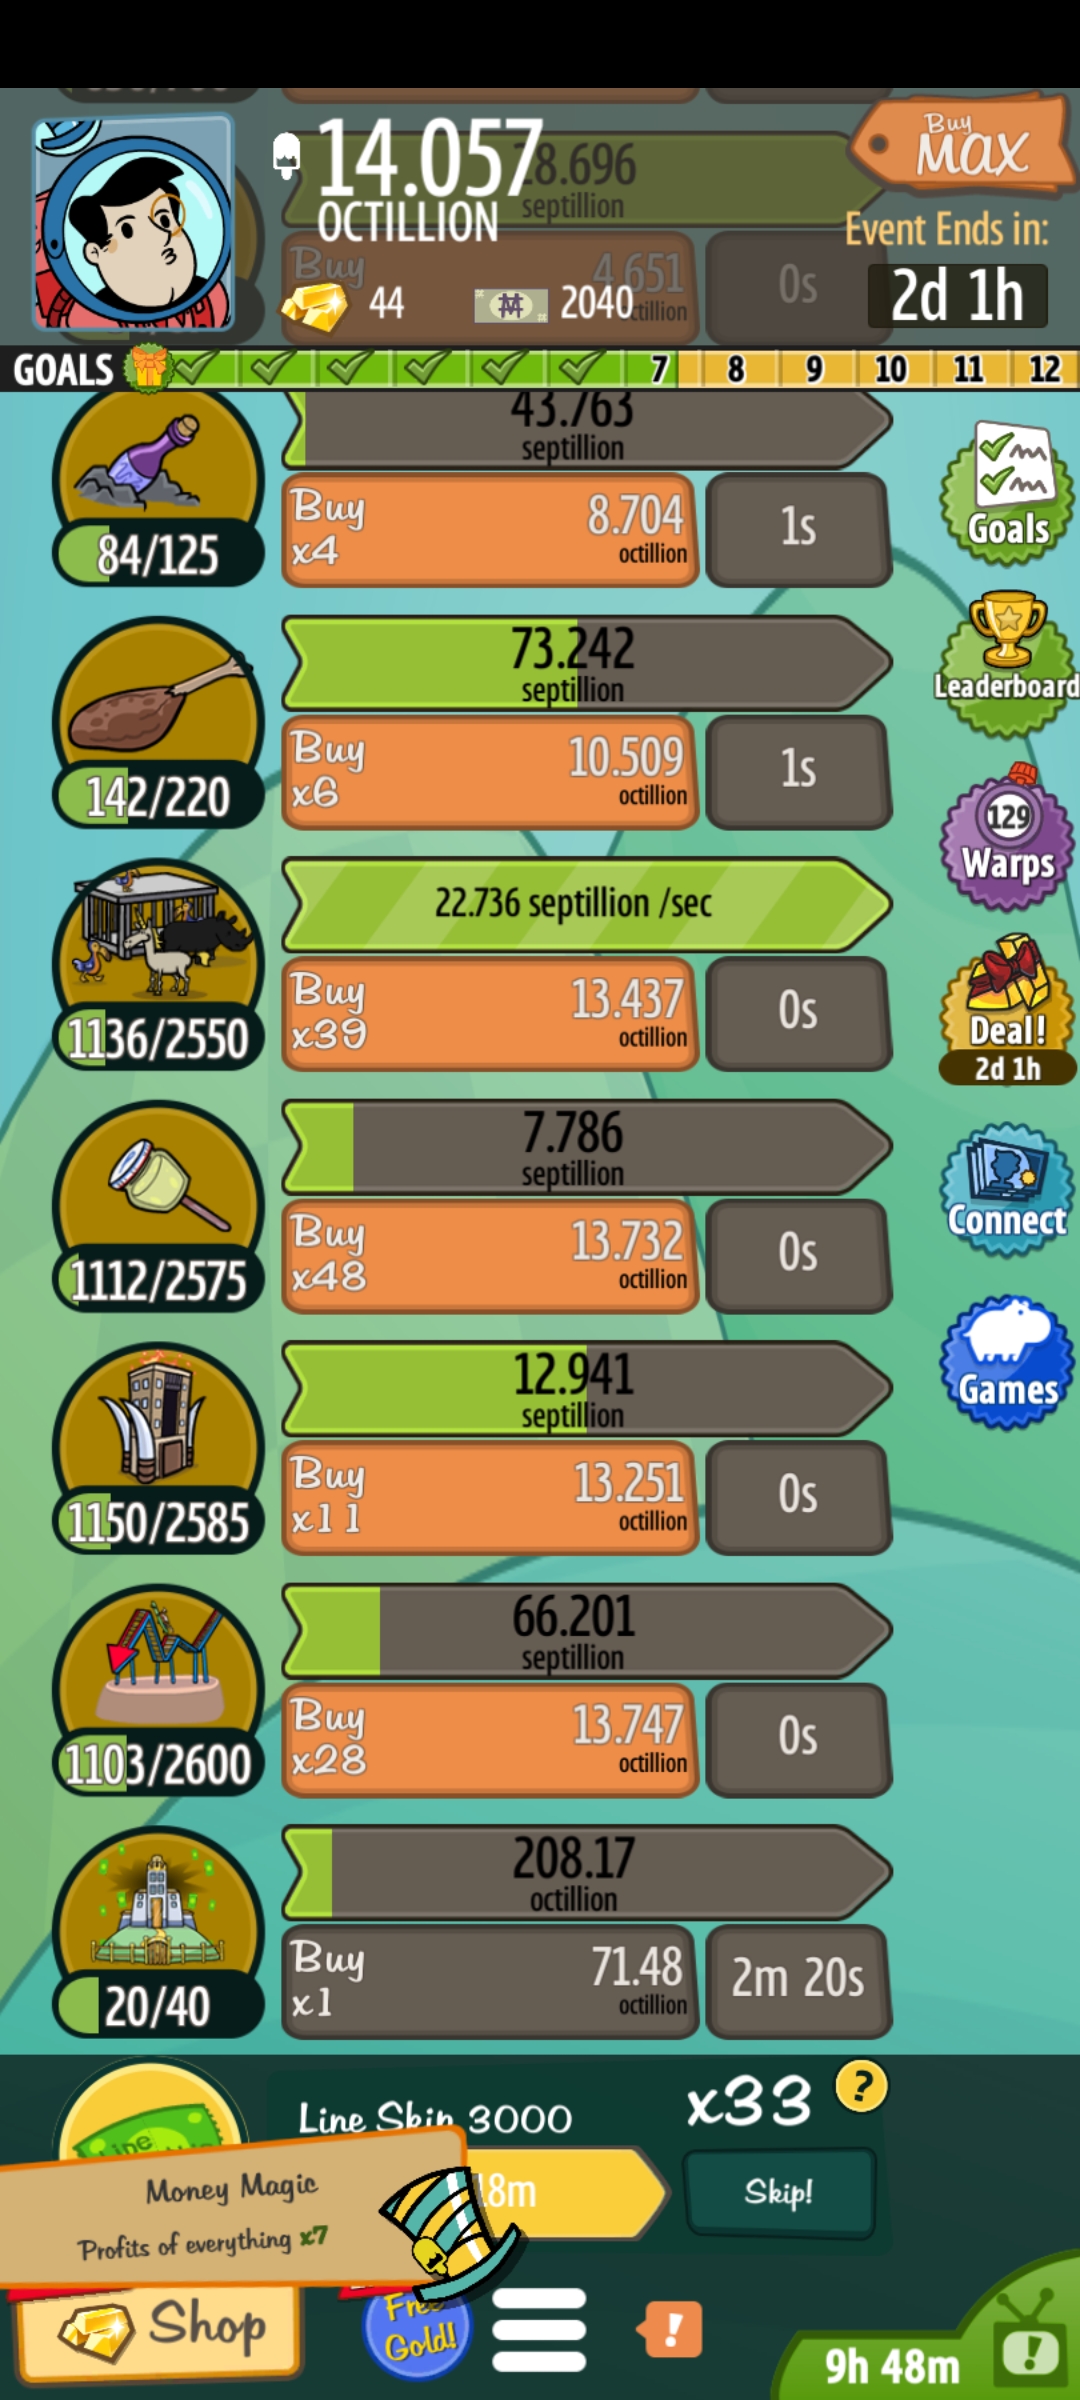 Buy
MAX
14.057
OCTILLION
28.696
septillion
Event Ends in:
2d 1h
Buy
4.651
octillion
0s
44
2040
GOALS
7 8 9 10 11 12
43.763
septillion
84/125
Buy
x4
8.704
octillion
1s
Goals
73.242
septillion
142/220
Buy
x6
10.509
octillion
1s
Leaderboard
129
Warps
22.736 septillion /sec
1136/2550
Buy
x39
13.437
octillion
0s
Deal!
2d 1h
7.786
septillion
1112/2575
Buy
x48
13.732
octillion
0s
Connect
12.941
septillion
1150/2585
Buy
x11
13.251
octillion
0s
Games
66.201
septillion
1103/2600
Buy
x28
13.747
octillion
0s
208.17
octillion
20/40
Buy
x1
71.48
octillion
2m 20s
Line Skip 3000
x33
?
18m
Skip!
Money Magic
Profits of everything x7
Shop
Free
Gold!
!
9h 48m
!